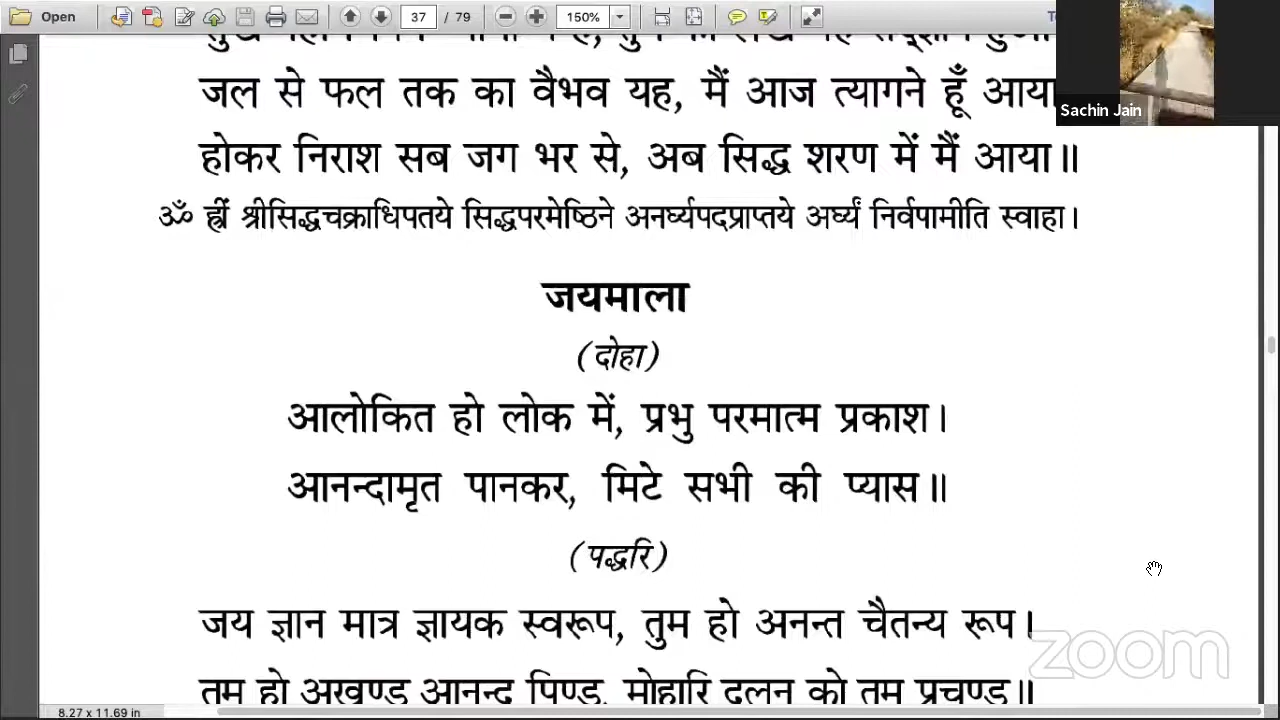 Open 37 / 79 150%
जल से फल तक का वैभव यह, मैं आज त्यागने हूँ आया
Sachin Jain
होकर निराश सब जग भर से, अब सिद्ध शरण में मैं आया॥
ॐ ह्रीं श्रीसिद्धचक्राधिपतये सिद्धपरमेष्ठिने अनर्घ्यपदप्राप्तये अर्घ्यं निर्वपामीति स्वाहा।
जयमाला
(दोहा)
आलोकित हो लोक में, प्रभु परमात्म प्रकाश।
आनन्दामृत पानकर, मिटे सभी की प्यास॥
(पद्धरि)
जय ज्ञान मात्र ज्ञायक स्वरूप, तुम हो अनन्त चैतन्य रूप।
तुम हो अखण्ड आनन्द पिण्ड, मोहारि दलन को तुम प्रचण्ड॥
zoom
8.27 x 11.69 in